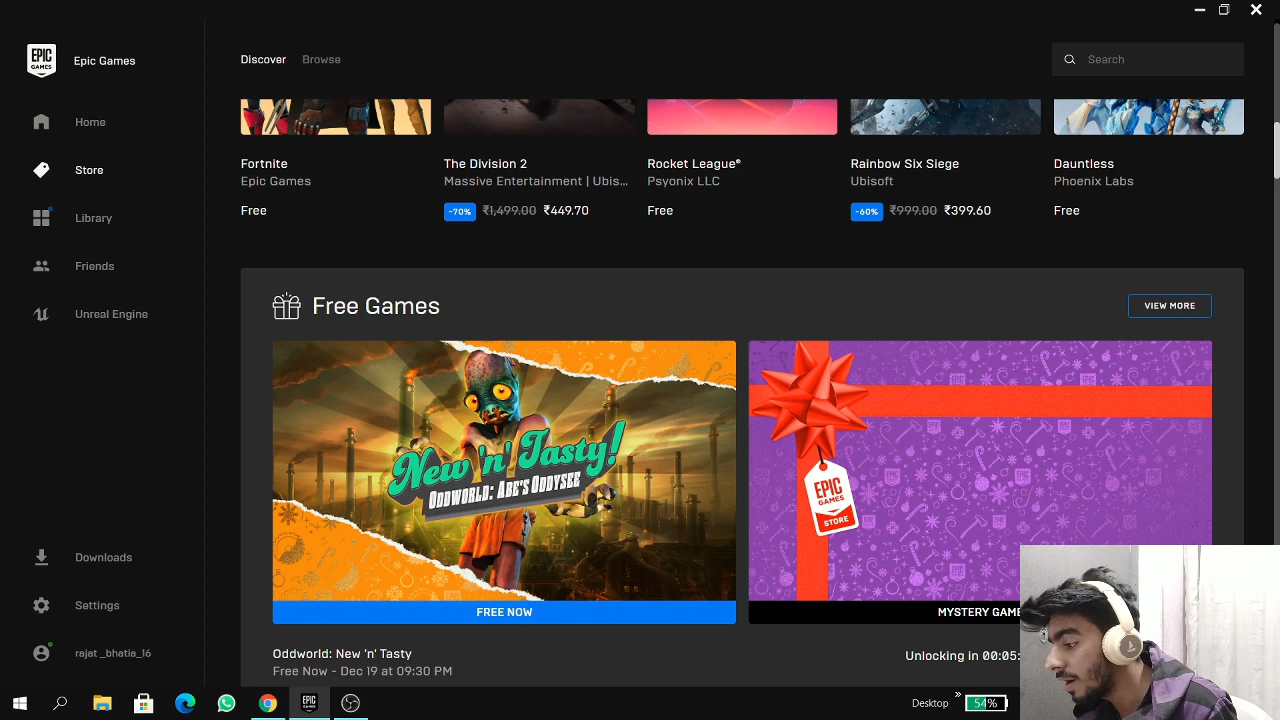 EPIC GAMES
Epic Games
Discover
Browse
Search
Home
Store
Library
Friends
Unreal Engine
Fortnite
Epic Games
Free
The Division 2
Massive Entertainment | Ubis...
-70% ₹1,499.00 ₹449.70
Rocket League®
Psyonix LLC
Free
Rainbow Six Siege
Ubisoft
-60% ₹999.00 ₹399.60
Dauntless
Phoenix Labs
Free
Free Games
VIEW MORE
New 'n' Tasty!
ODDWORLD: ABE'S ODDYSEE
FREE NOW
Oddworld: New 'n' Tasty
Free Now - Dec 19 at 09:30 PM
EPIC
GAMES
STORE
MYSTERY GAME
Unlocking in 00:05:
Downloads
Settings
rajat _bhatia_16
EPIC GAMES
Desktop
»
54%